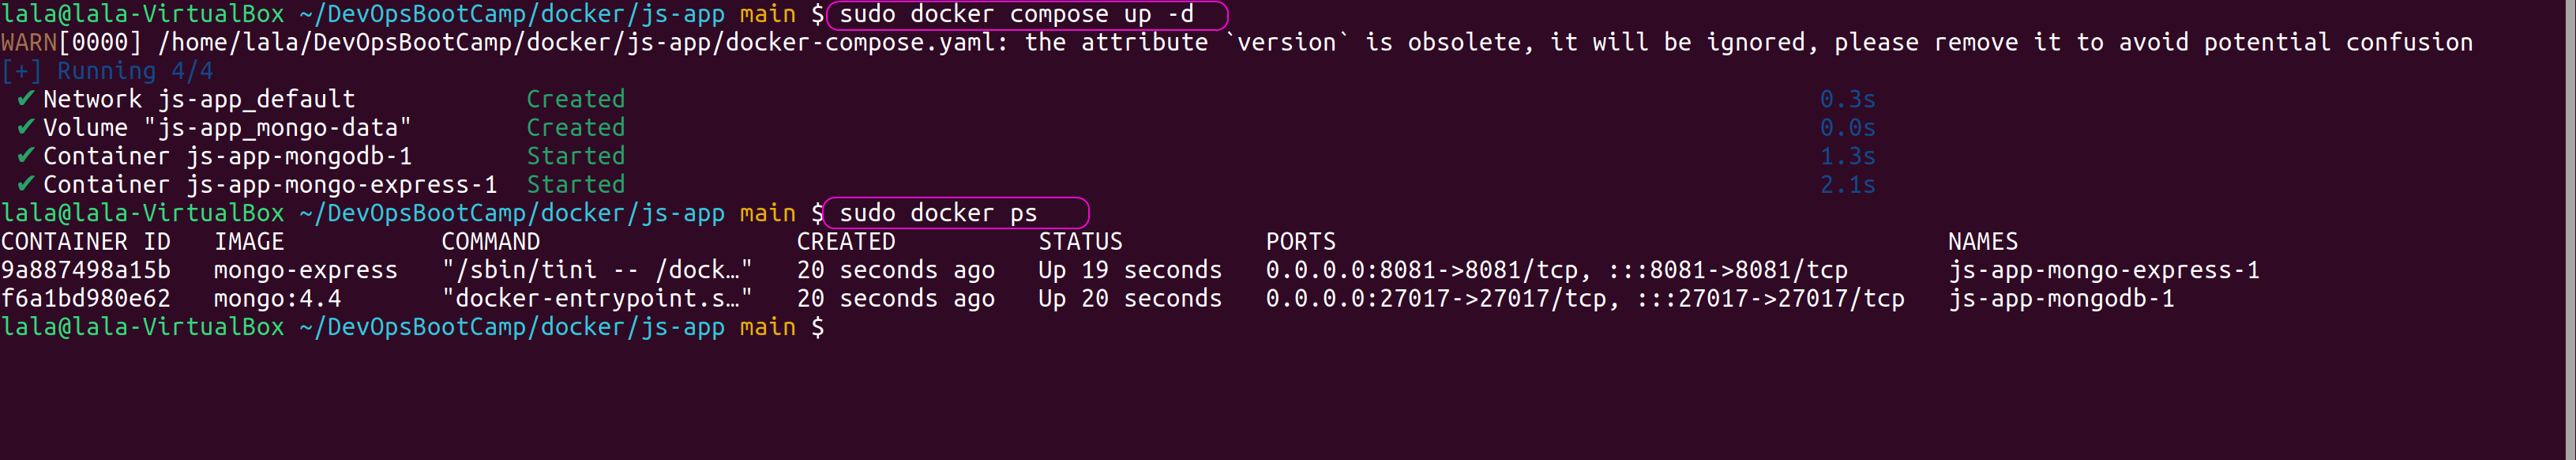 lala@lala-VirtualBox ~/DevOpsBootCamp/docker/js-app main $ sudo docker compose up -d
WARN[0000] /home/lala/DevOpsBootCamp/docker/js-app/docker-compose.yaml: the attribute `version` is obsolete, it will be ignored, please remove it to avoid potential confusion
[+] Running 4/4
✔ Network js-app_default Created 0.3s
✔ Volume "js-app_mongo-data" Created 0.0s
✔ Container js-app-mongodb-1 Started 1.3s
✔ Container js-app-mongo-express-1 Started 2.1s
lala@lala-VirtualBox ~/DevOpsBootCamp/docker/js-app main $ sudo docker ps
CONTAINER ID IMAGE COMMAND CREATED STATUS PORTS NAMES
9a887498a15b mongo-express "/sbin/tini -- /dock…" 20 seconds ago Up 19 seconds 0.0.0.0:8081->8081/tcp, :::8081->8081/tcp js-app-mongo-express-1
f6a1bd980e62 mongo:4.4 "docker-entrypoint.s…" 20 seconds ago Up 20 seconds 0.0.0.0:27017->27017/tcp, :::27017->27017/tcp js-app-mongodb-1
lala@lala-VirtualBox ~/DevOpsBootCamp/docker/js-app main $